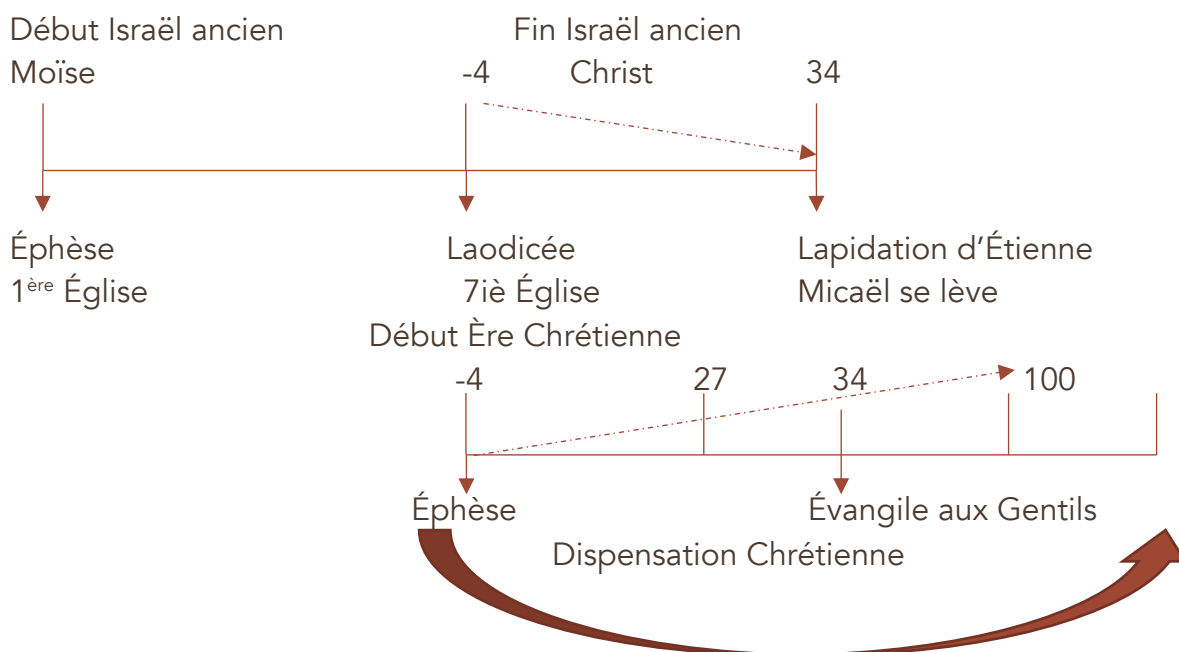 Début Israël ancien Fin Israël ancien
Moïse -4 Christ 34
Éphèse Laodicée Lapidation d'Étienne
1ère Église 7iè Église Micaël se lève
Début Ère Chrétienne
-4 27 34 100
Éphèse Évangile aux Gentils
Dispensation Chrétienne